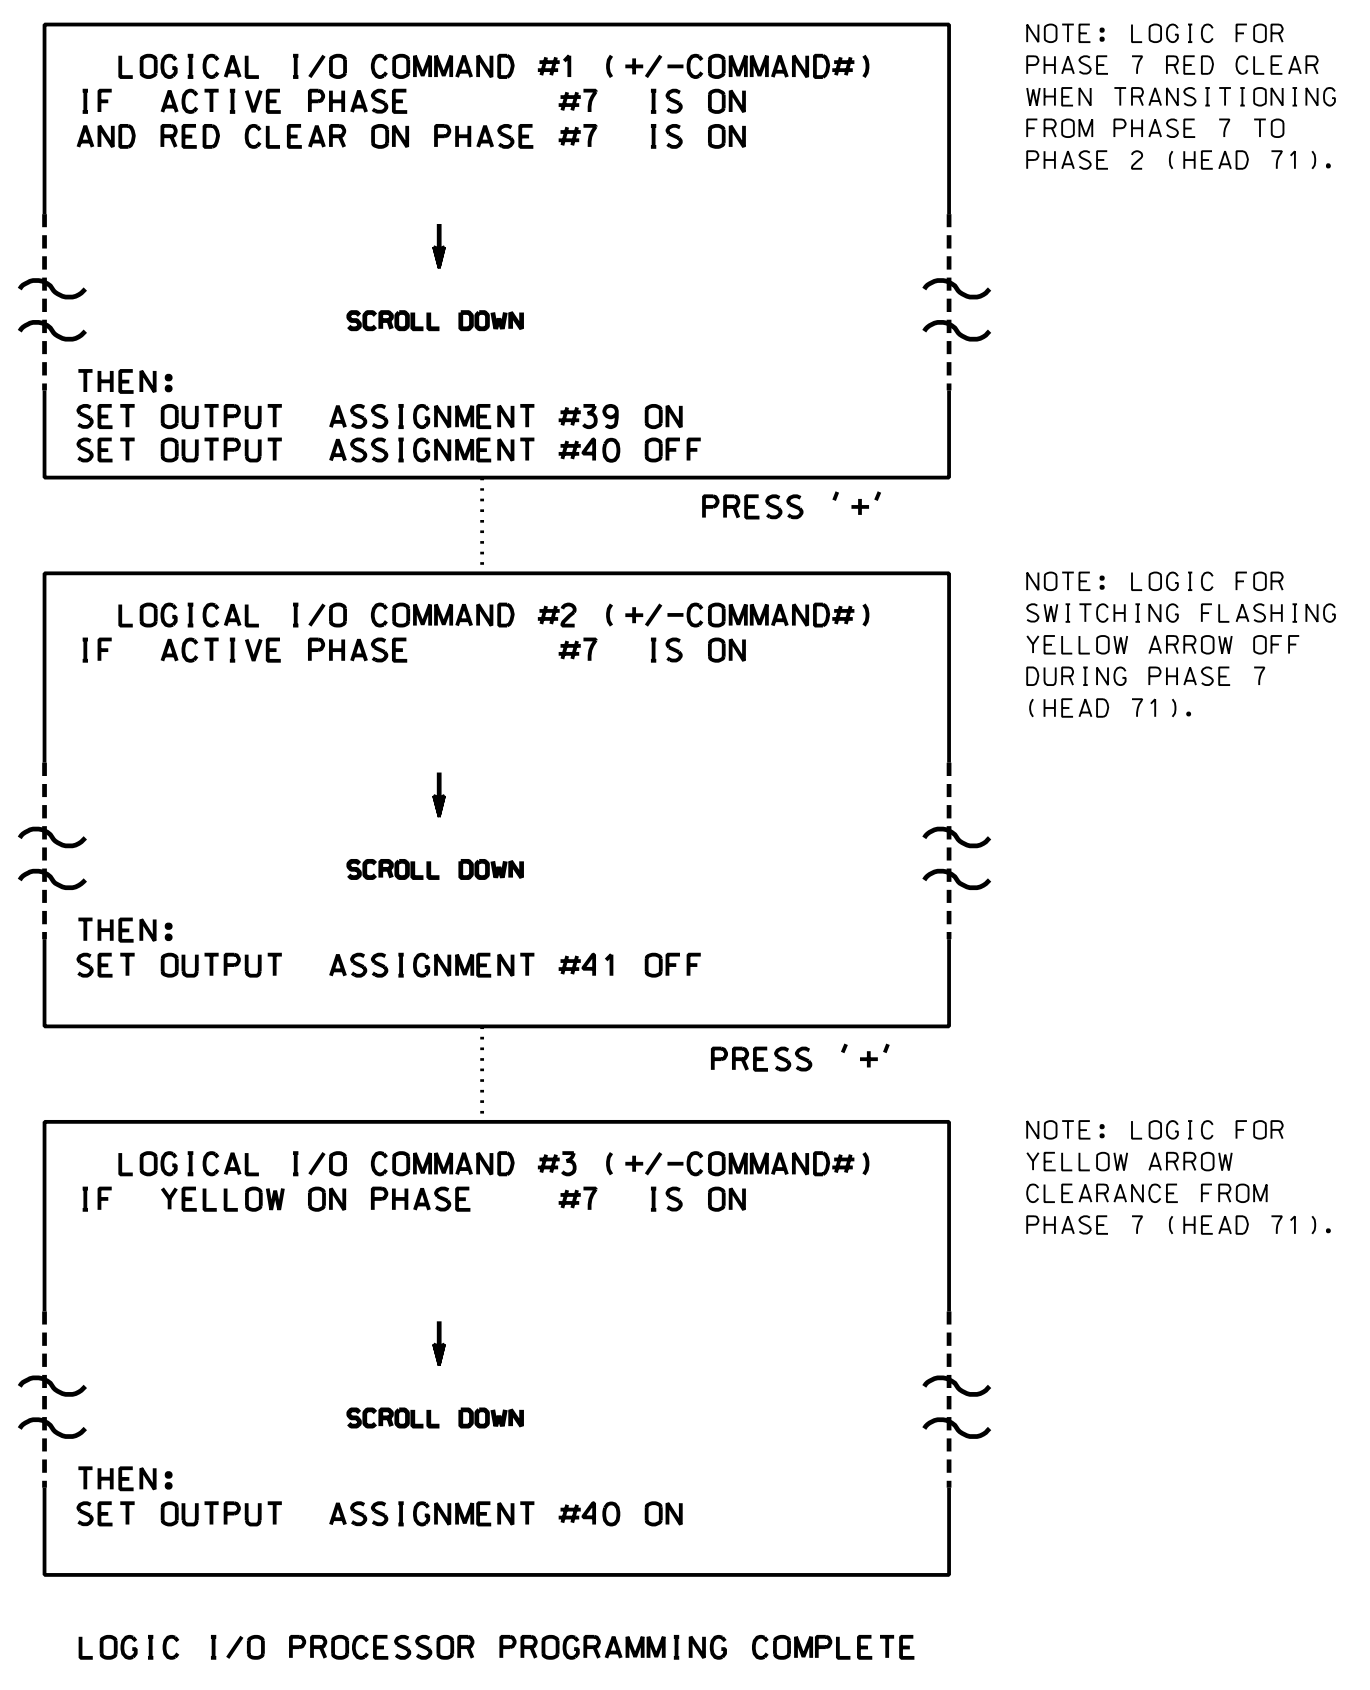 LOGICAL I/O COMMAND #1 (+/-COMMAND#)
IF ACTIVE PHASE #7 IS ON
AND RED CLEAR ON PHASE #7 IS ON
SCROLL DOWN
THEN:
SET OUTPUT ASSIGNMENT #39 ON
SET OUTPUT ASSIGNMENT #40 OFF
NOTE: LOGIC FOR
PHASE 7 RED CLEAR
WHEN TRANSITIONING
FROM PHASE 7 TO
PHASE 2 (HEAD 71).
PRESS '+'
LOGICAL I/O COMMAND #2 (+/-COMMAND#)
IF ACTIVE PHASE #7 IS ON
SCROLL DOWN
THEN:
SET OUTPUT ASSIGNMENT #41 OFF
NOTE: LOGIC FOR
SWITCHING FLASHING
YELLOW ARROW OFF
DURING PHASE 7
(HEAD 71).
PRESS '+'
LOGICAL I/O COMMAND #3 (+/-COMMAND#)
IF YELLOW ON PHASE #7 IS ON
SCROLL DOWN
THEN:
SET OUTPUT ASSIGNMENT #40 ON
NOTE: LOGIC FOR
YELLOW ARROW
CLEARANCE FROM
PHASE 7 (HEAD 71).
LOGIC I/O PROCESSOR PROGRAMMING COMPLETE